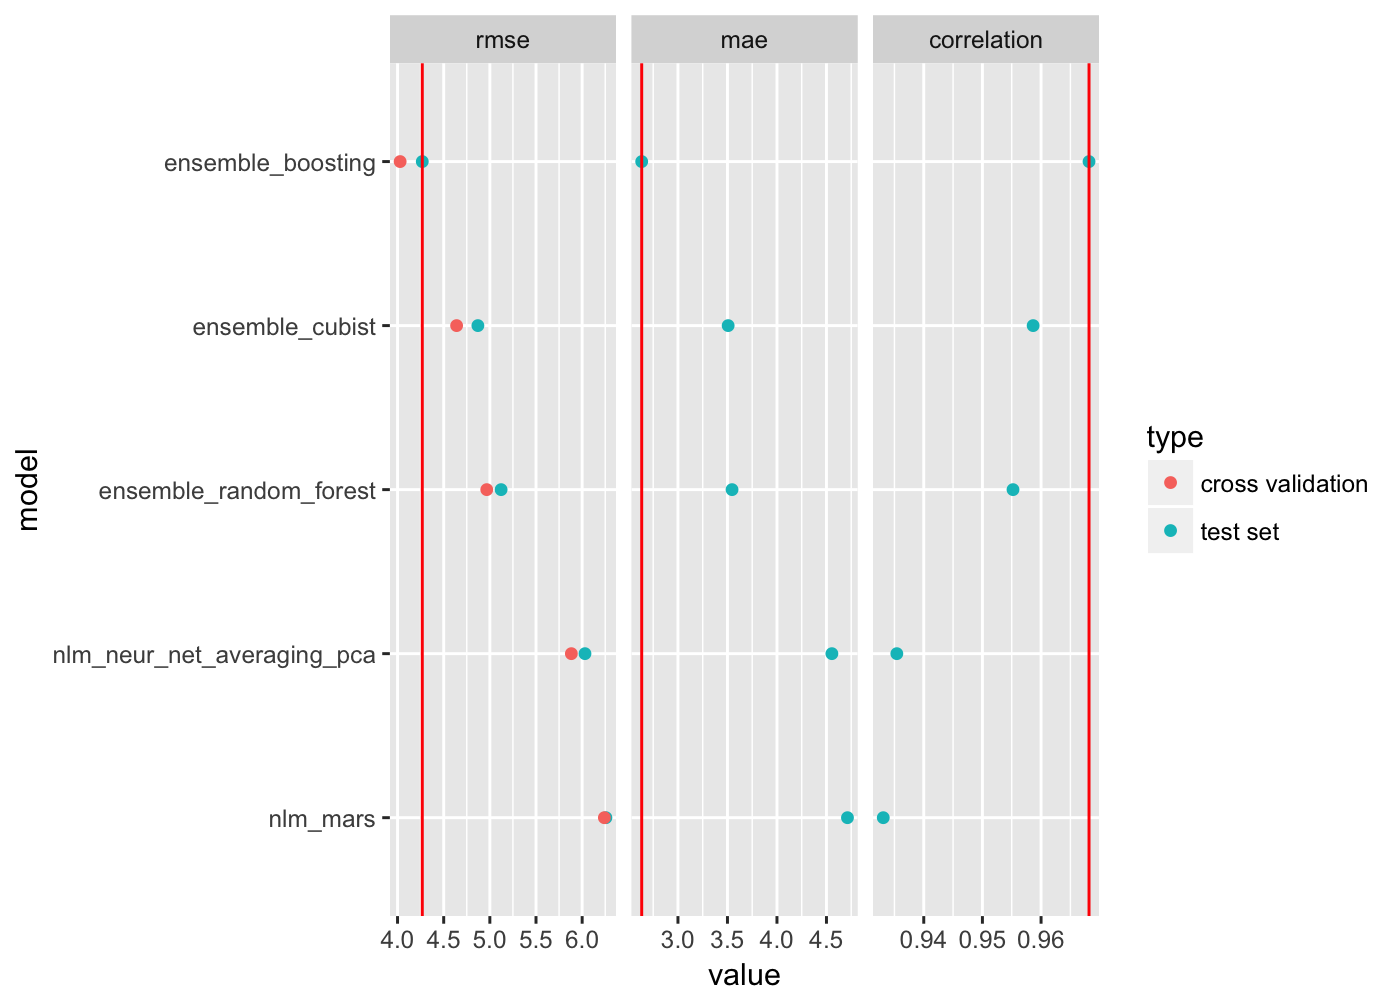 rmse mae correlation
ensemble_boosting
ensemble_cubist
ensemble_random_forest
nlm_neur_net_averaging_pca
nlm_mars
model
4.0 4.5 5.0 5.5 6.0 3.0 3.5 4.0 4.5 0.94 0.95 0.96
value
type
cross validation
test set